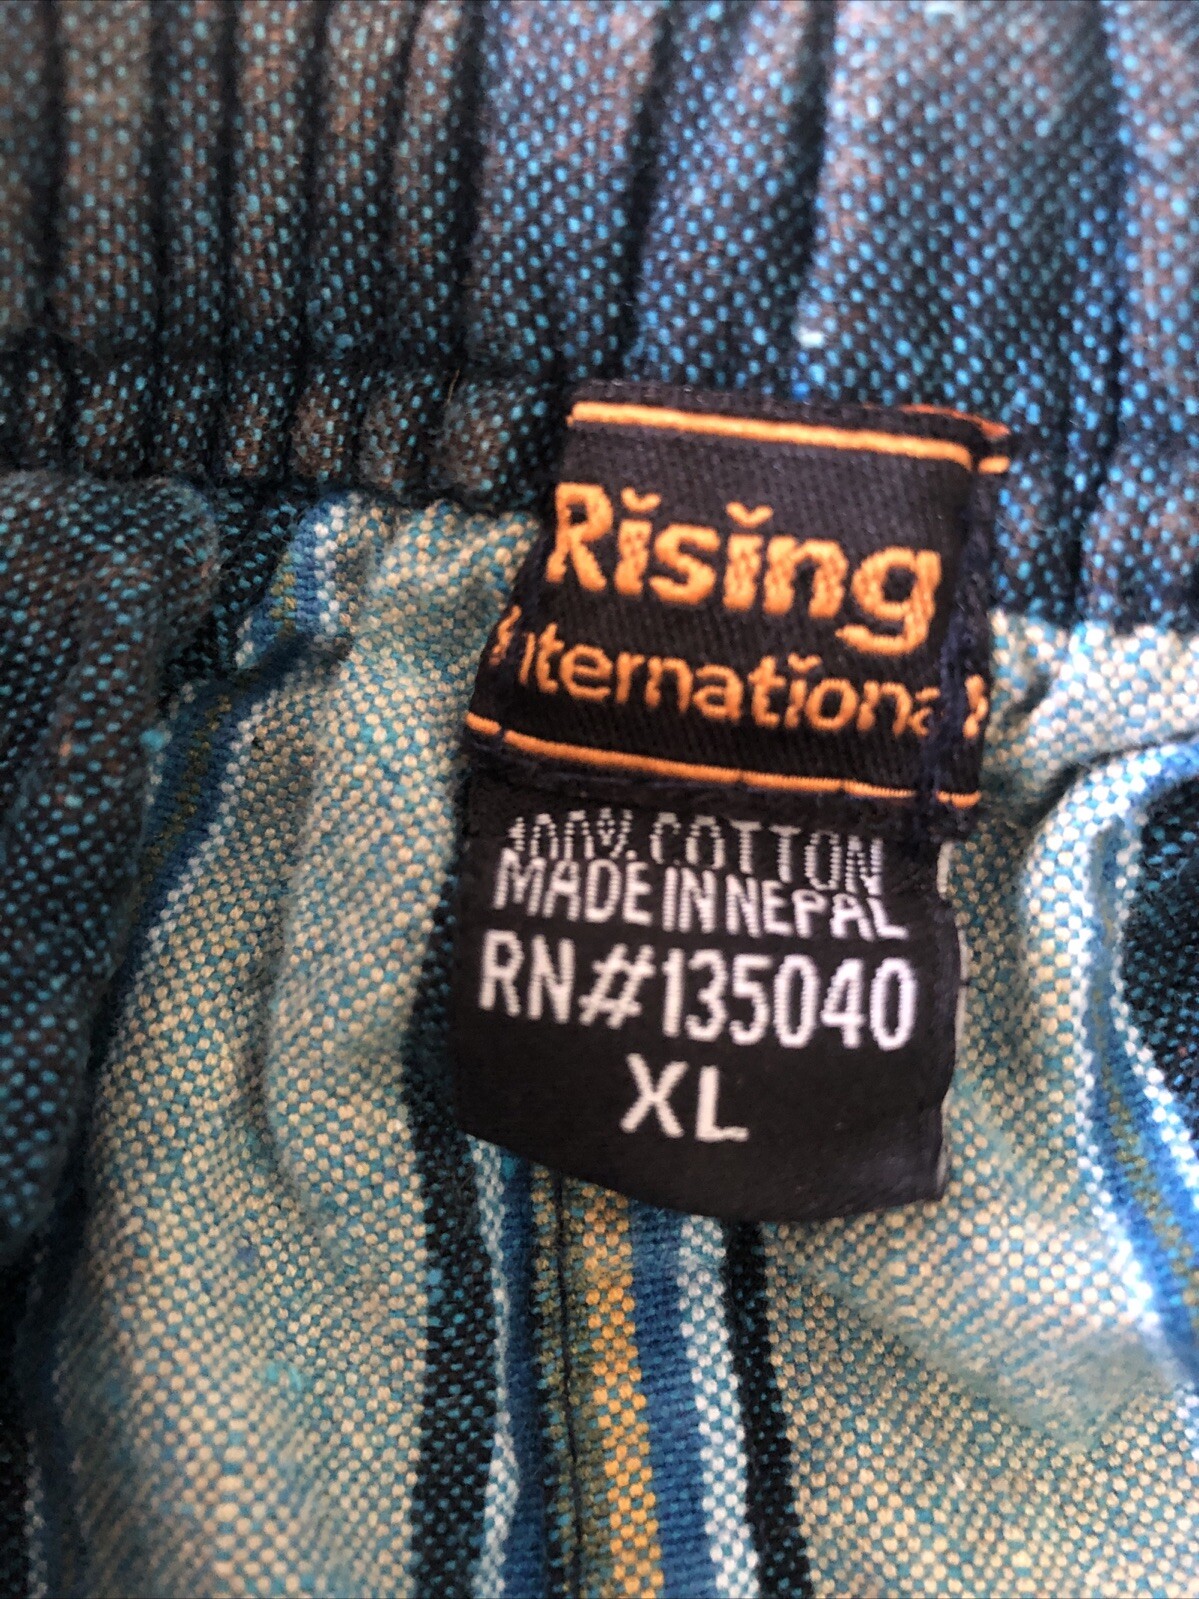 Rising
International
100% COTTON
MADE IN NEPAL
RN#135040
XL